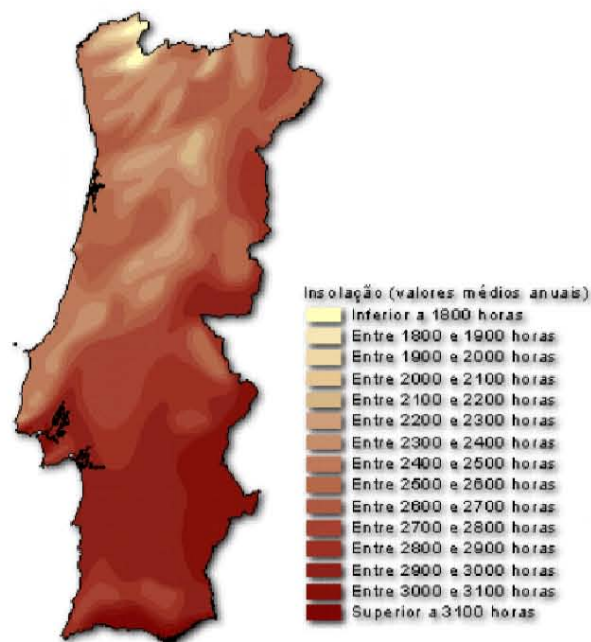 Insolação (valores médios anuais)
Inferior a 1800 horas
Entre 1800 e 1900 horas
Entre 1900 e 2000 horas
Entre 2000 e 2100 horas
Entre 2100 e 2200 horas
Entre 2200 e 2300 horas
Entre 2300 e 2400 horas
Entre 2400 e 2500 horas
Entre 2500 e 2600 horas
Entre 2600 e 2700 horas
Entre 2700 e 2800 horas
Entre 2800 e 2900 horas
Entre 2900 e 3000 horas
Entre 3000 e 3100 horas
Superior a 3100 horas